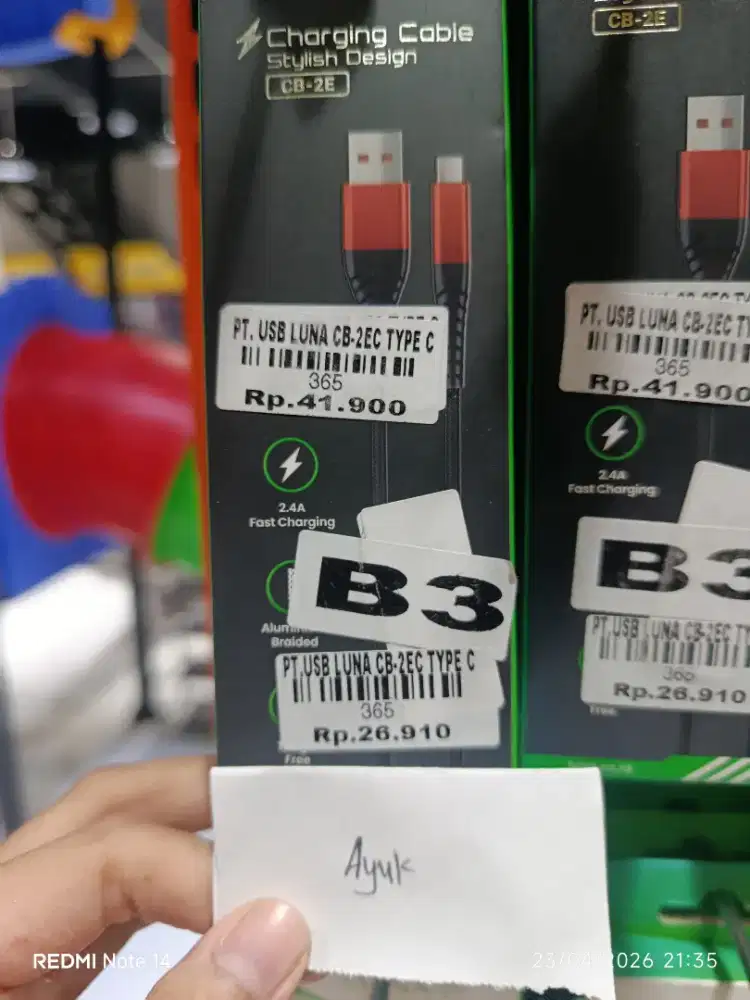 Charging Cable
Stylish Design
CB-2E
PT. USB LUNA CB-2EC TYPE C
365
Rp.41.900
2.4A
Fast Charging
B3
Braided
PT.USB LUNA CB-2EC TYPE C
365
Rp.26.910
Free
Ayuk
CB-2E
PT. USB LUNA CB-2EC
365
Rp.41.900
2.4A
Fast Charging
B3
PT.USB LUNA CB-2EC
365
Rp.26.910
Free
REDMI Note 14
2026 21:35